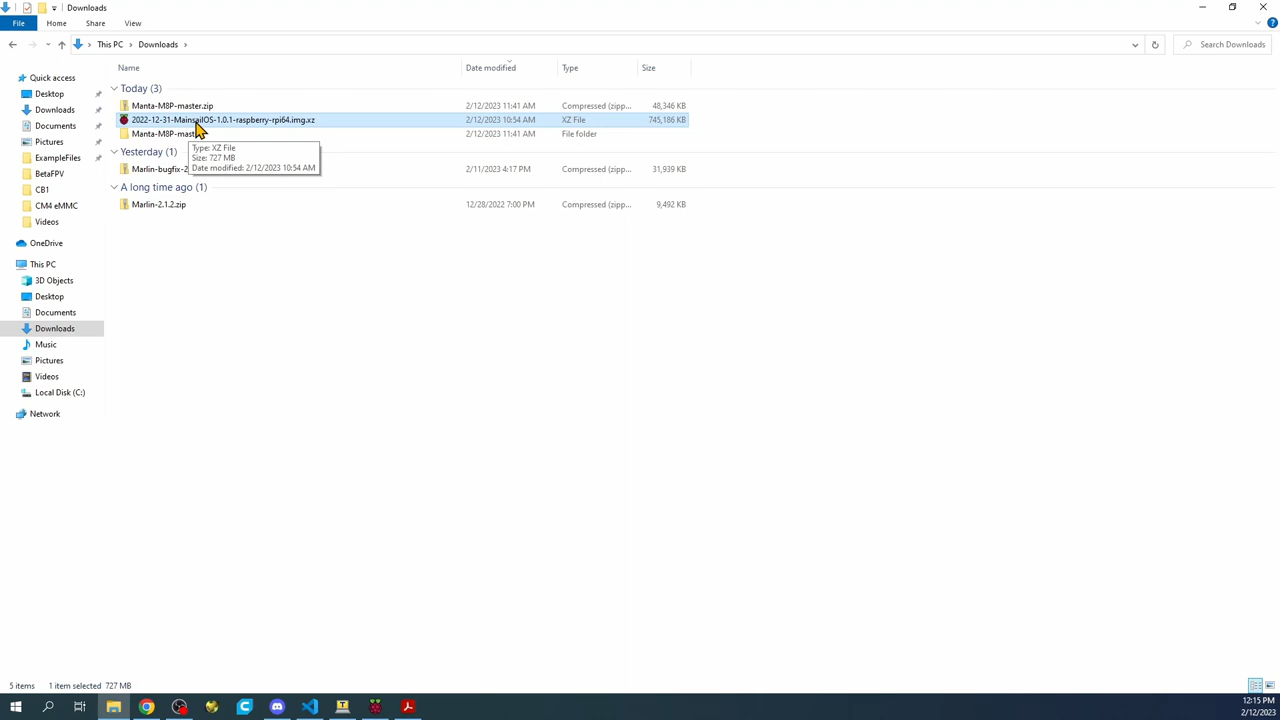 Downloads
File Home Share View
This PC Downloads
Search Downloads
Name Date modified Type Size
Today (3)
Manta-M8P-master.zip 2/12/2023 11:41 AM Compressed (zipp... 48,346 KB
2022-12-31-MainsailOS-1.0.1-raspberry-rpi64.img.xz 2/12/2023 10:54 AM XZ File 745,186 KB
Manta-M8P-mast 2/12/2023 11:41 AM File folder
Type: XZ File
Size: 727 MB
Date modified: 2/12/2023 10:54 AM
Yesterday (1)
Marlin-bugfix-2 2/11/2023 4:17 PM Compressed (zipp... 31,939 KB
A long time ago (1)
Marlin-2.1.2.zip 12/28/2022 7:00 PM Compressed (zipp... 9,492 KB
Quick access
Desktop
Downloads
Documents
Pictures
ExampleFiles
BetaFPV
CB1
CM4 eMMC
Videos
OneDrive
This PC
3D Objects
Desktop
Documents
Downloads
Music
Pictures
Videos
Local Disk (C:)
Network
5 items 1 item selected 727 MB
12:15 PM
2/12/2023